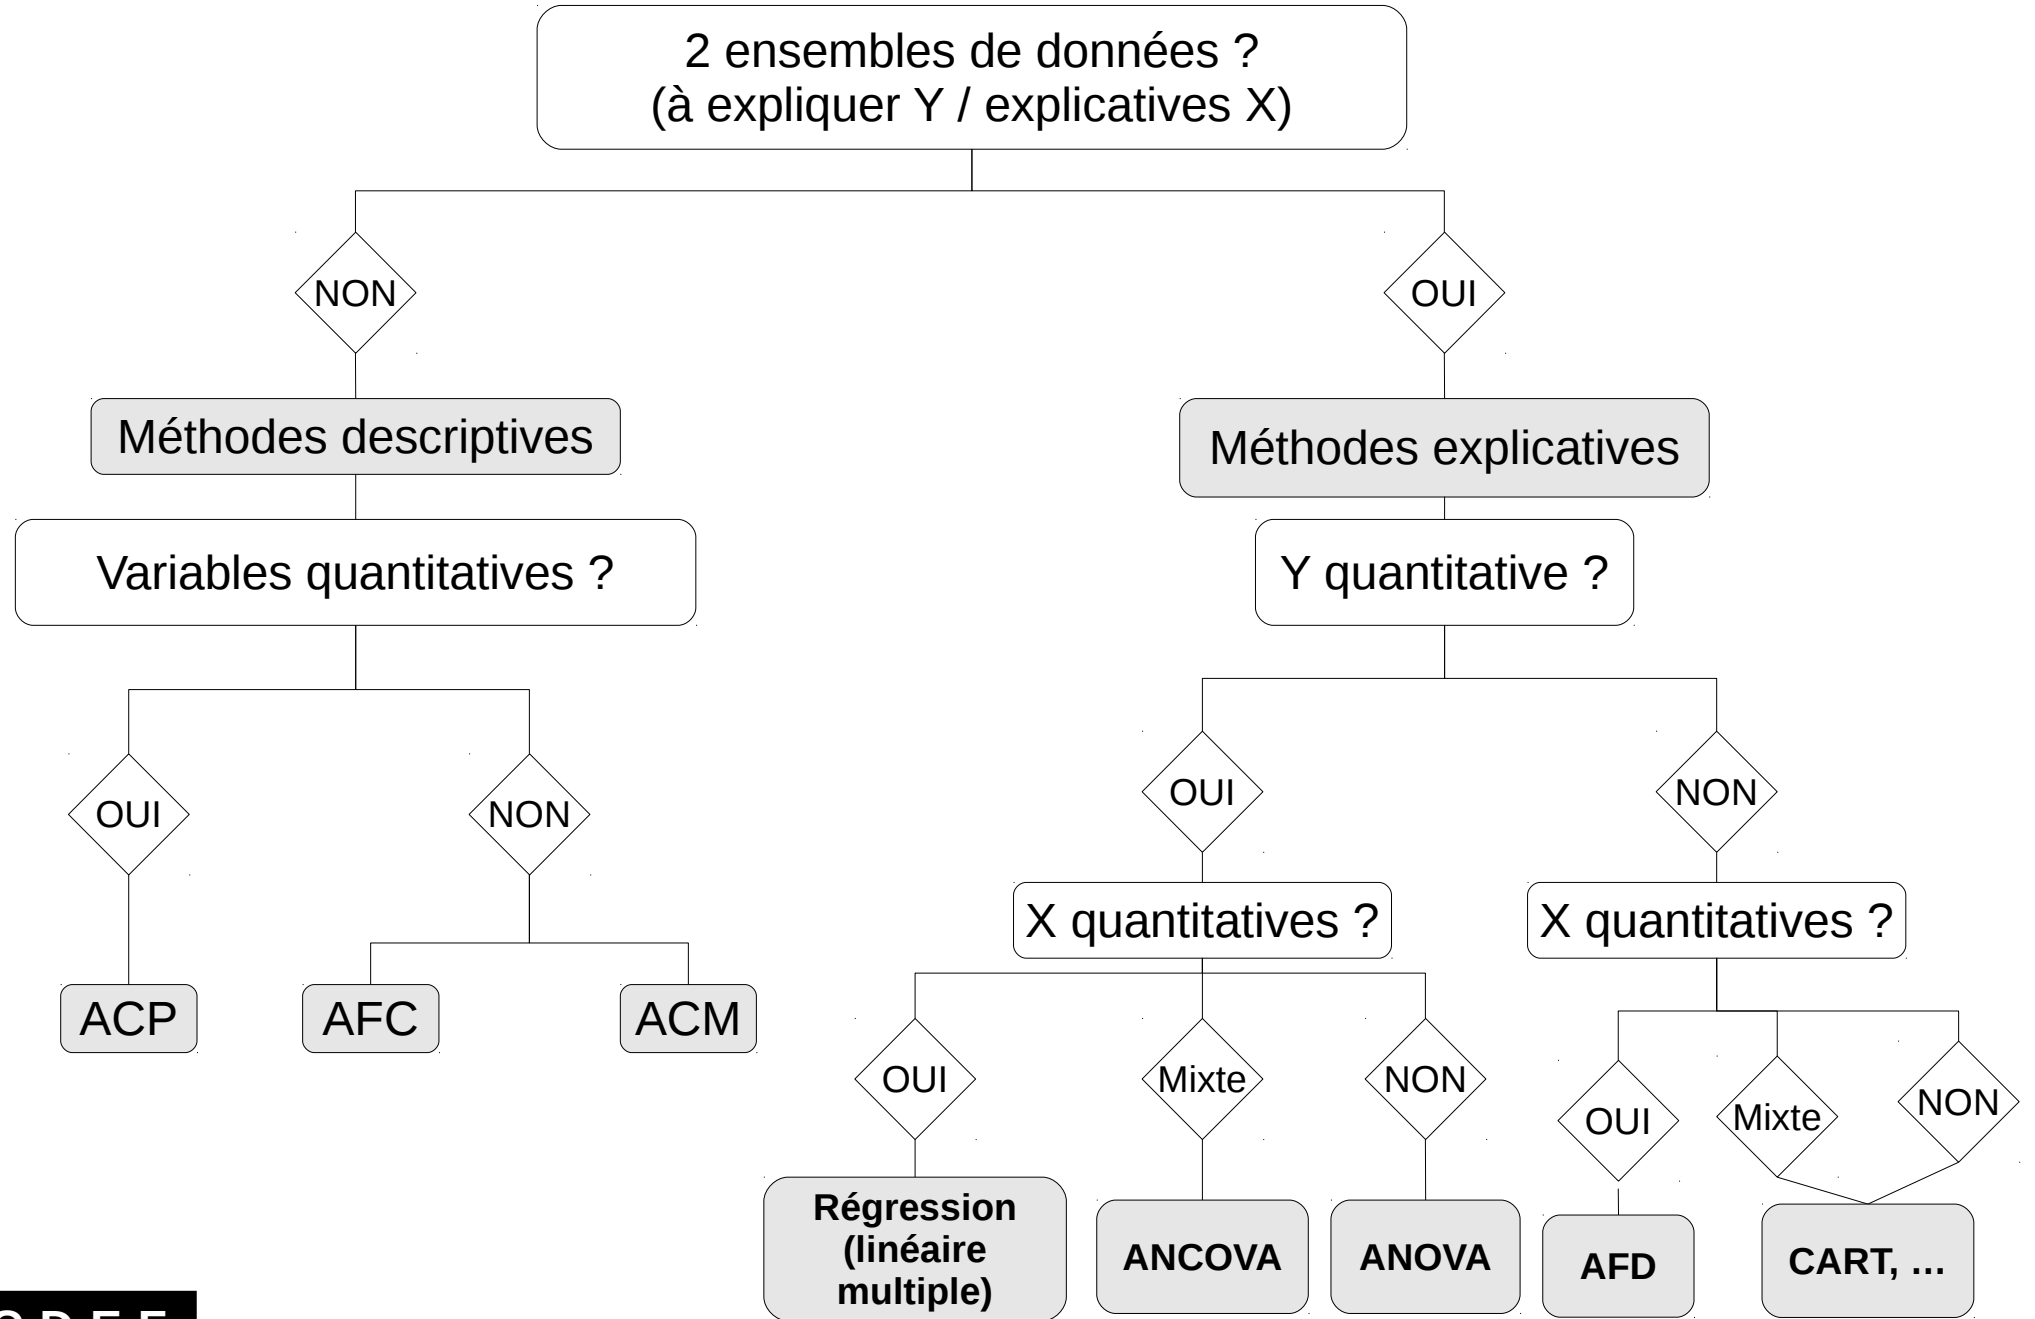 2 ensembles de données ?
(à expliquer Y / explicatives X)
NON
OUI
Méthodes descriptives
Méthodes explicatives
Variables quantitatives ?
Y quantitative ?
OUI
NON
OUI
NON
X quantitatives ?
X quantitatives ?
ACP
AFC
ACM
OUI
Mixte
NON
OUI
Mixte
NON
Régression
(linéaire
multiple)
ANCOVA
ANOVA
AFD
CART, ...